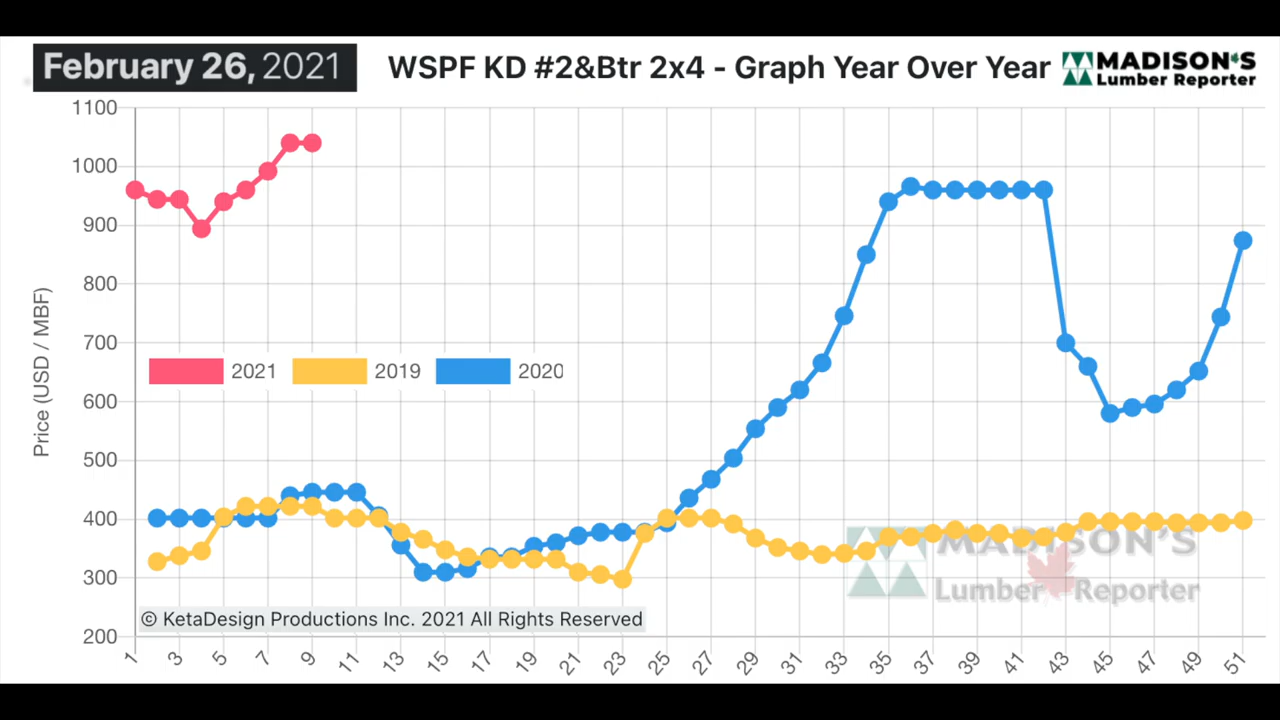 February 26, 2021
WSPF KD #2&Btr 2x4 - Graph Year Over Year
MADISON'S
Lumber Reporter
1100
1000
900
800
700
600
500
400
300
200
Price (USD / MBF)
2021 2019 2020
MADISON'S
Lumber Reporter
© KetaDesign Productions Inc. 2021 All Rights Reserved
1 3 5 7 9 11 13 15 17 19 21 23 25 27 29 31 33 35 37 39 41 43 45 47 49 51